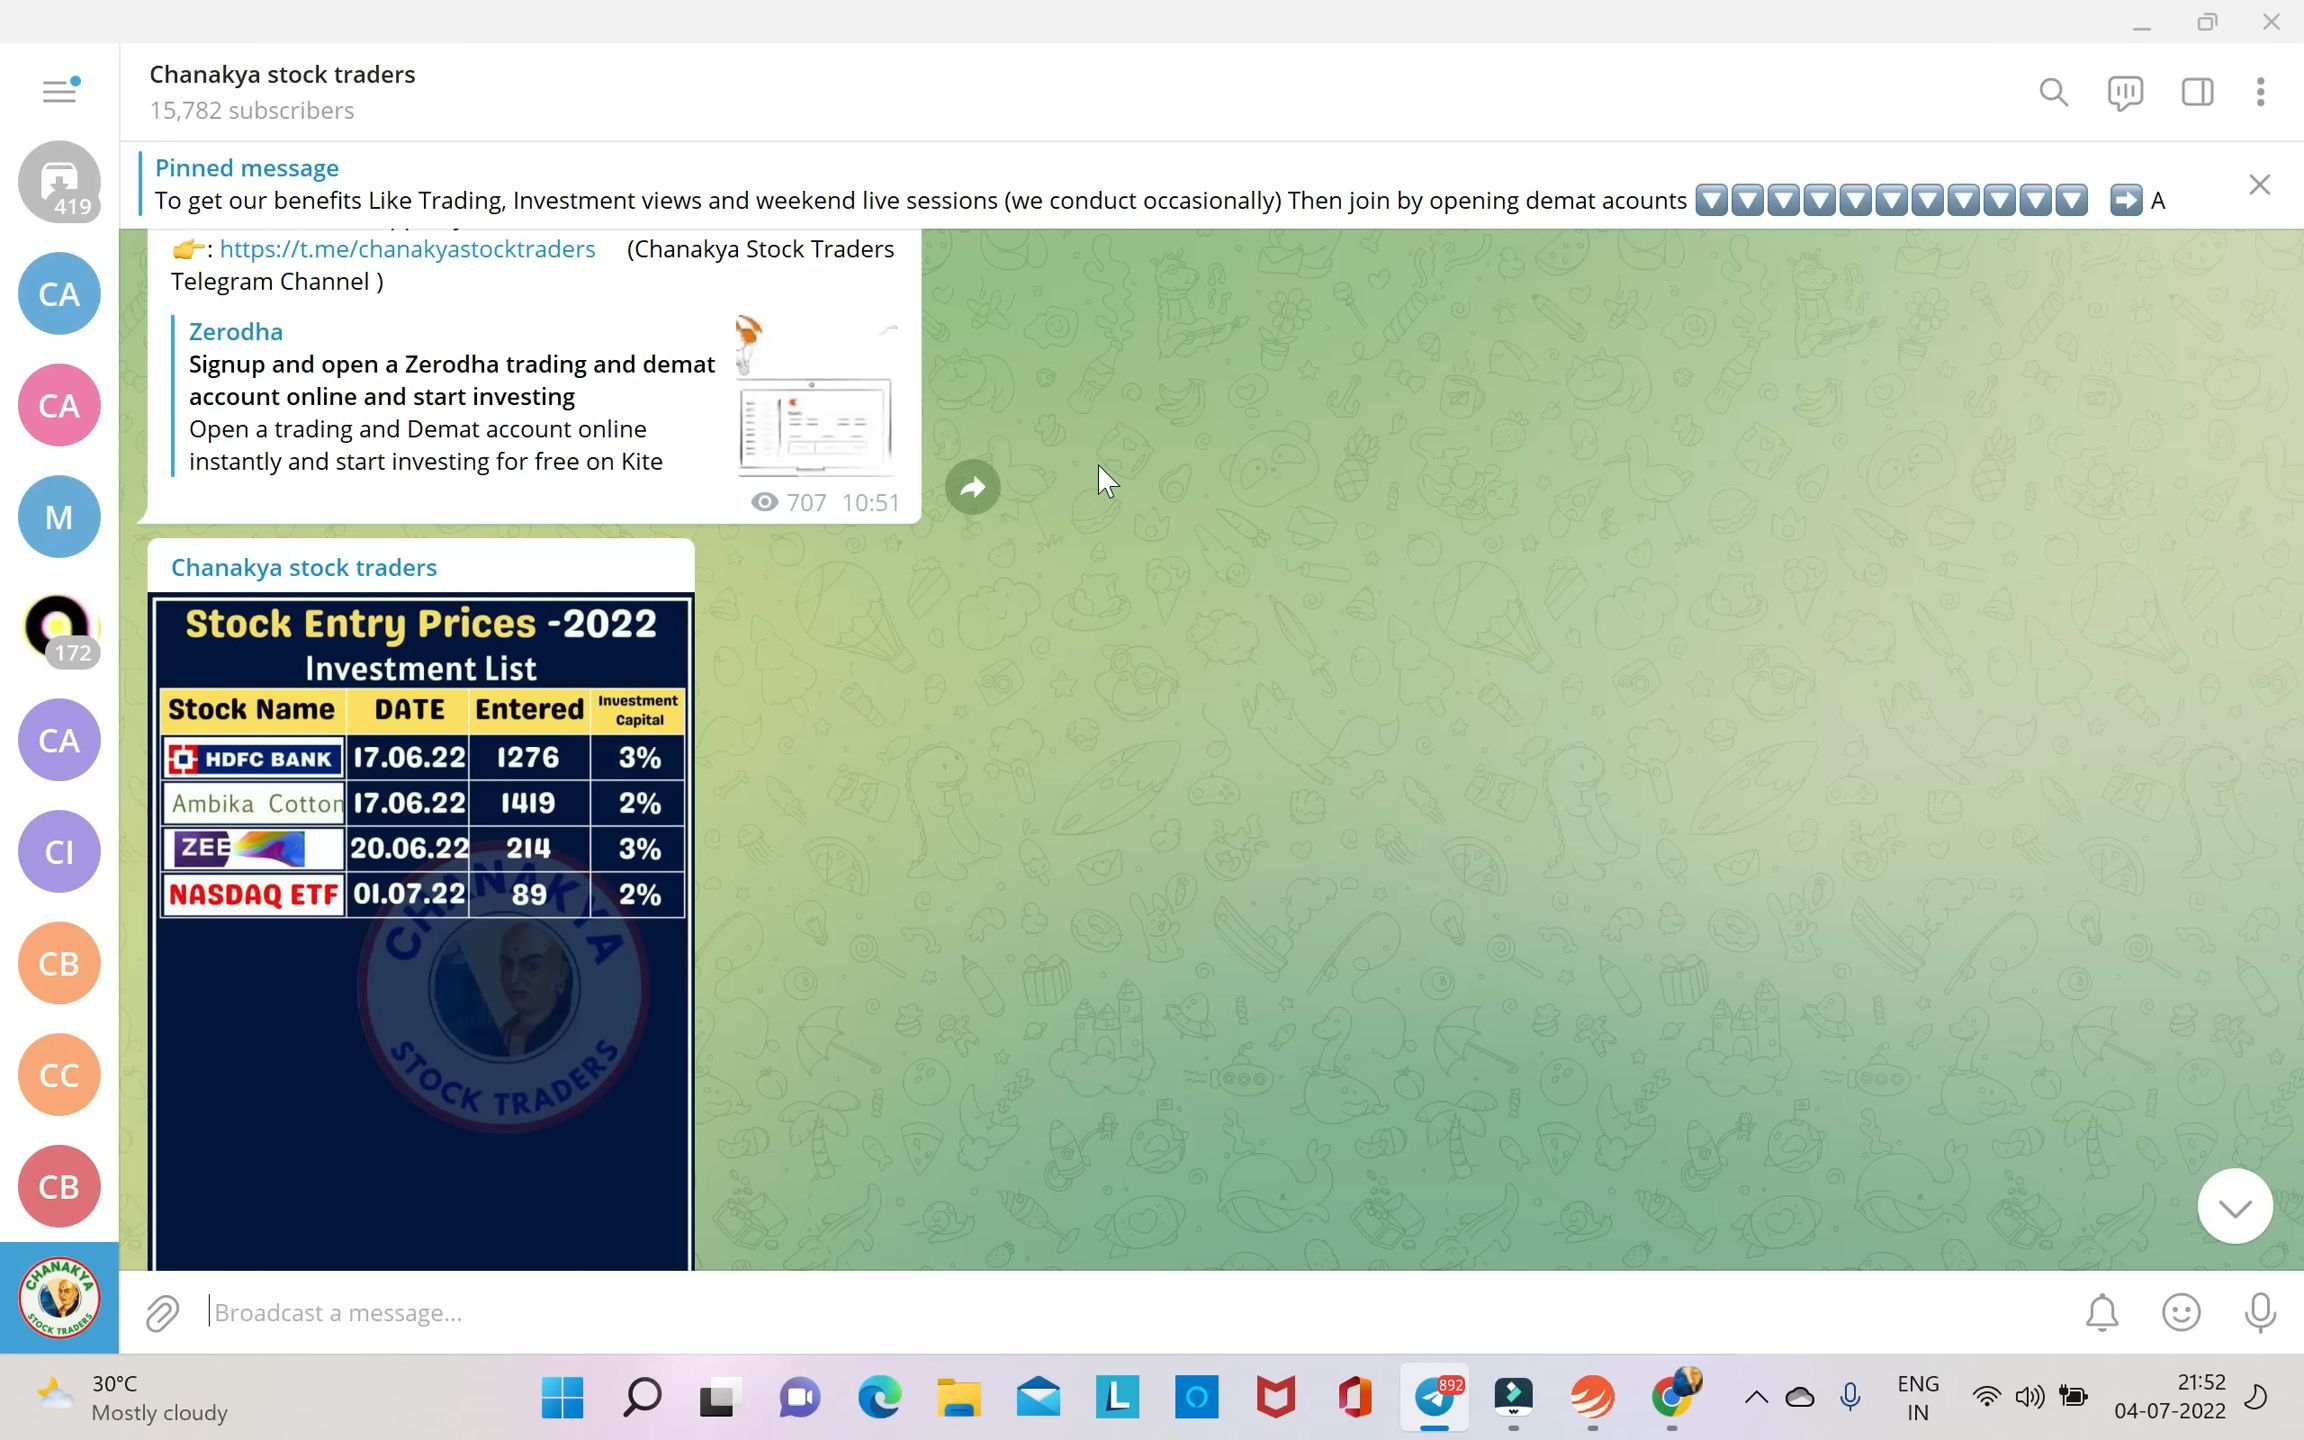 Chanakya stock traders
15,782 subscribers
Pinned message
To get our benefits Like Trading, Investment views and weekend live sessions (we conduct occasionally) Then join by opening demat acounts 🔽🔽🔽🔽🔽🔽🔽🔽🔽🔽🔽 ➡️ A
419
CA
CA
M
172
CA
CI
CB
CC
CB
CHANAKYA
STOCK TRADERS
👉: https://t.me/chanakyastocktraders (Chanakya Stock Traders
Telegram Channel )
Zerodha
Signup and open a Zerodha trading and demat
account online and start investing
Open a trading and Demat account online
instantly and start investing for free on Kite
707 10:51
Chanakya stock traders
Stock Entry Prices -2022
Investment List
Stock Name DATE Entered Investment Capital
HDFC BANK 17.06.22 1276 3%
Ambika Cotton 17.06.22 1419 2%
ZEE 20.06.22 214 3%
NASDAQ ETF 01.07.22 89 2%
CHANAKYA
STOCK TRADERS
Broadcast a message...
30°C
Mostly cloudy
L
892
ENG
IN
21:52
04-07-2022